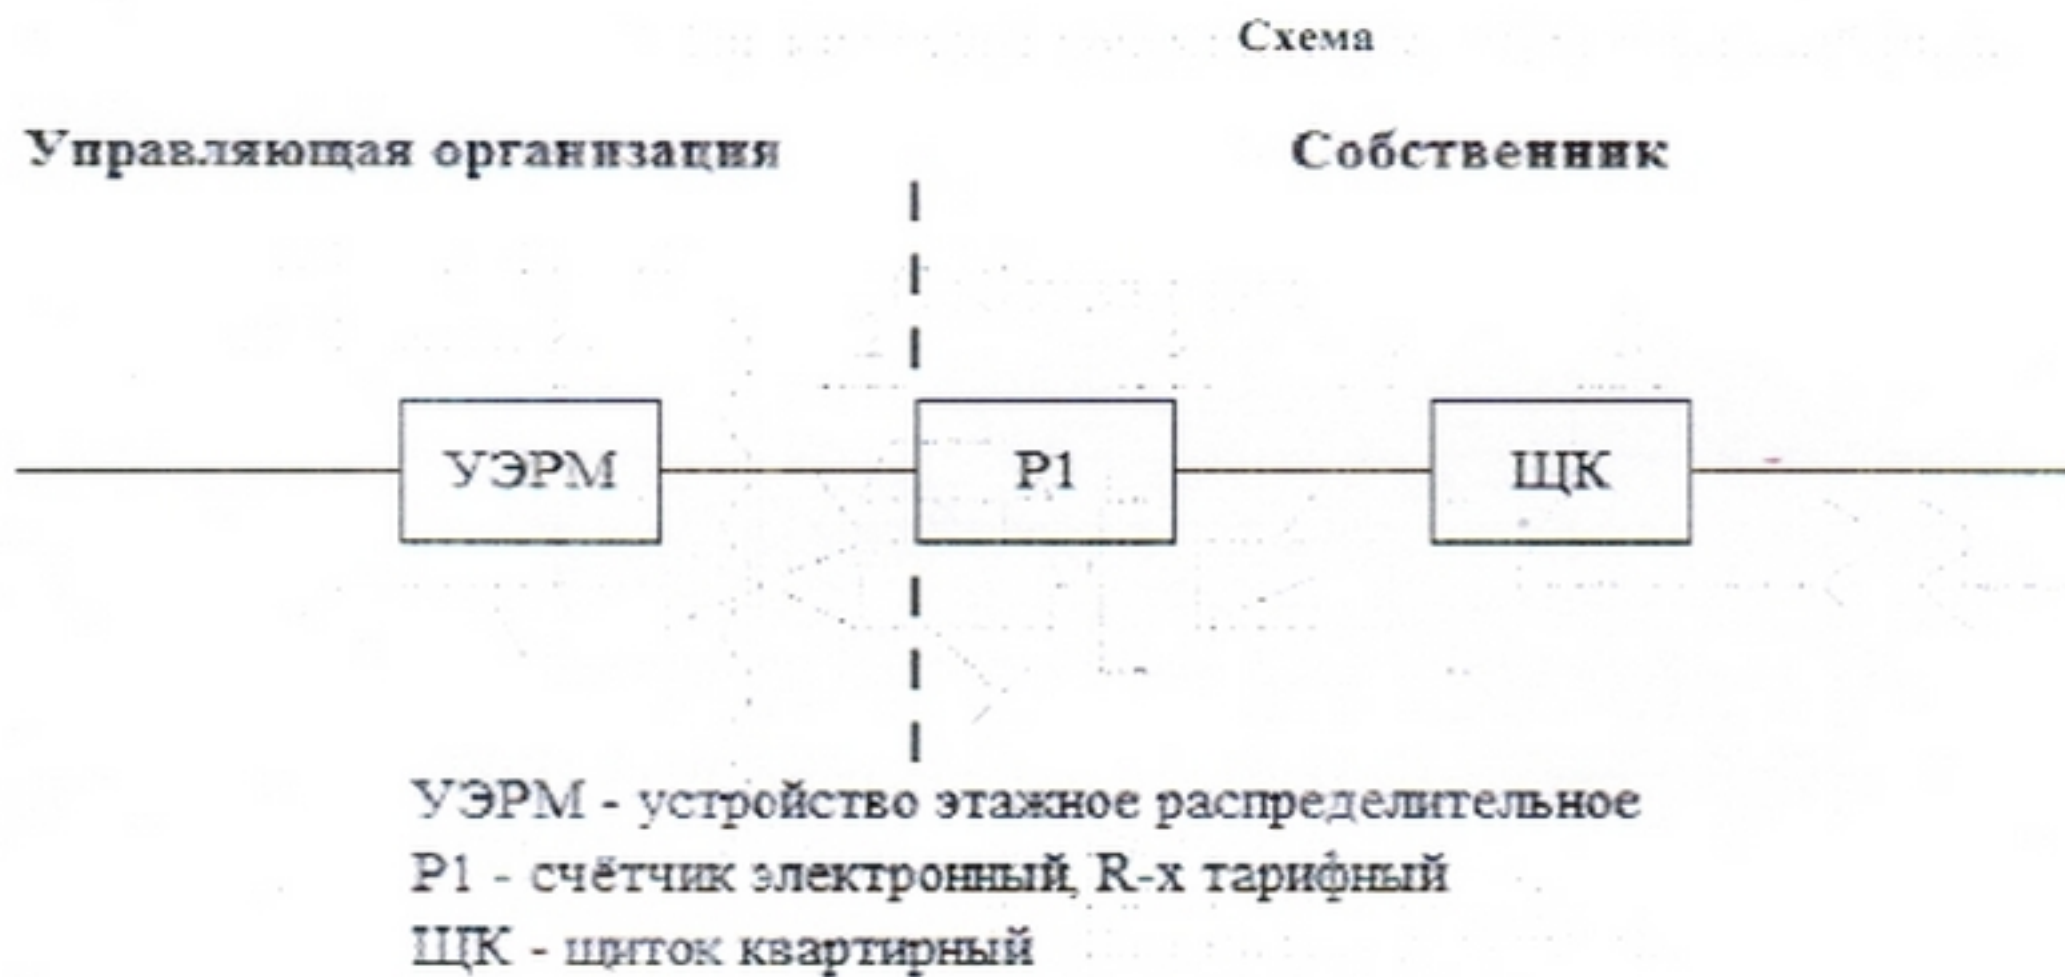 Схема
Управляющая организация
Собственник
УЭРМ
Р1
ЩК
УЭРМ - устройство этажное распределительное
Р1 - счётчик электронный, R-х тарифный
ЩК - щиток квартирный